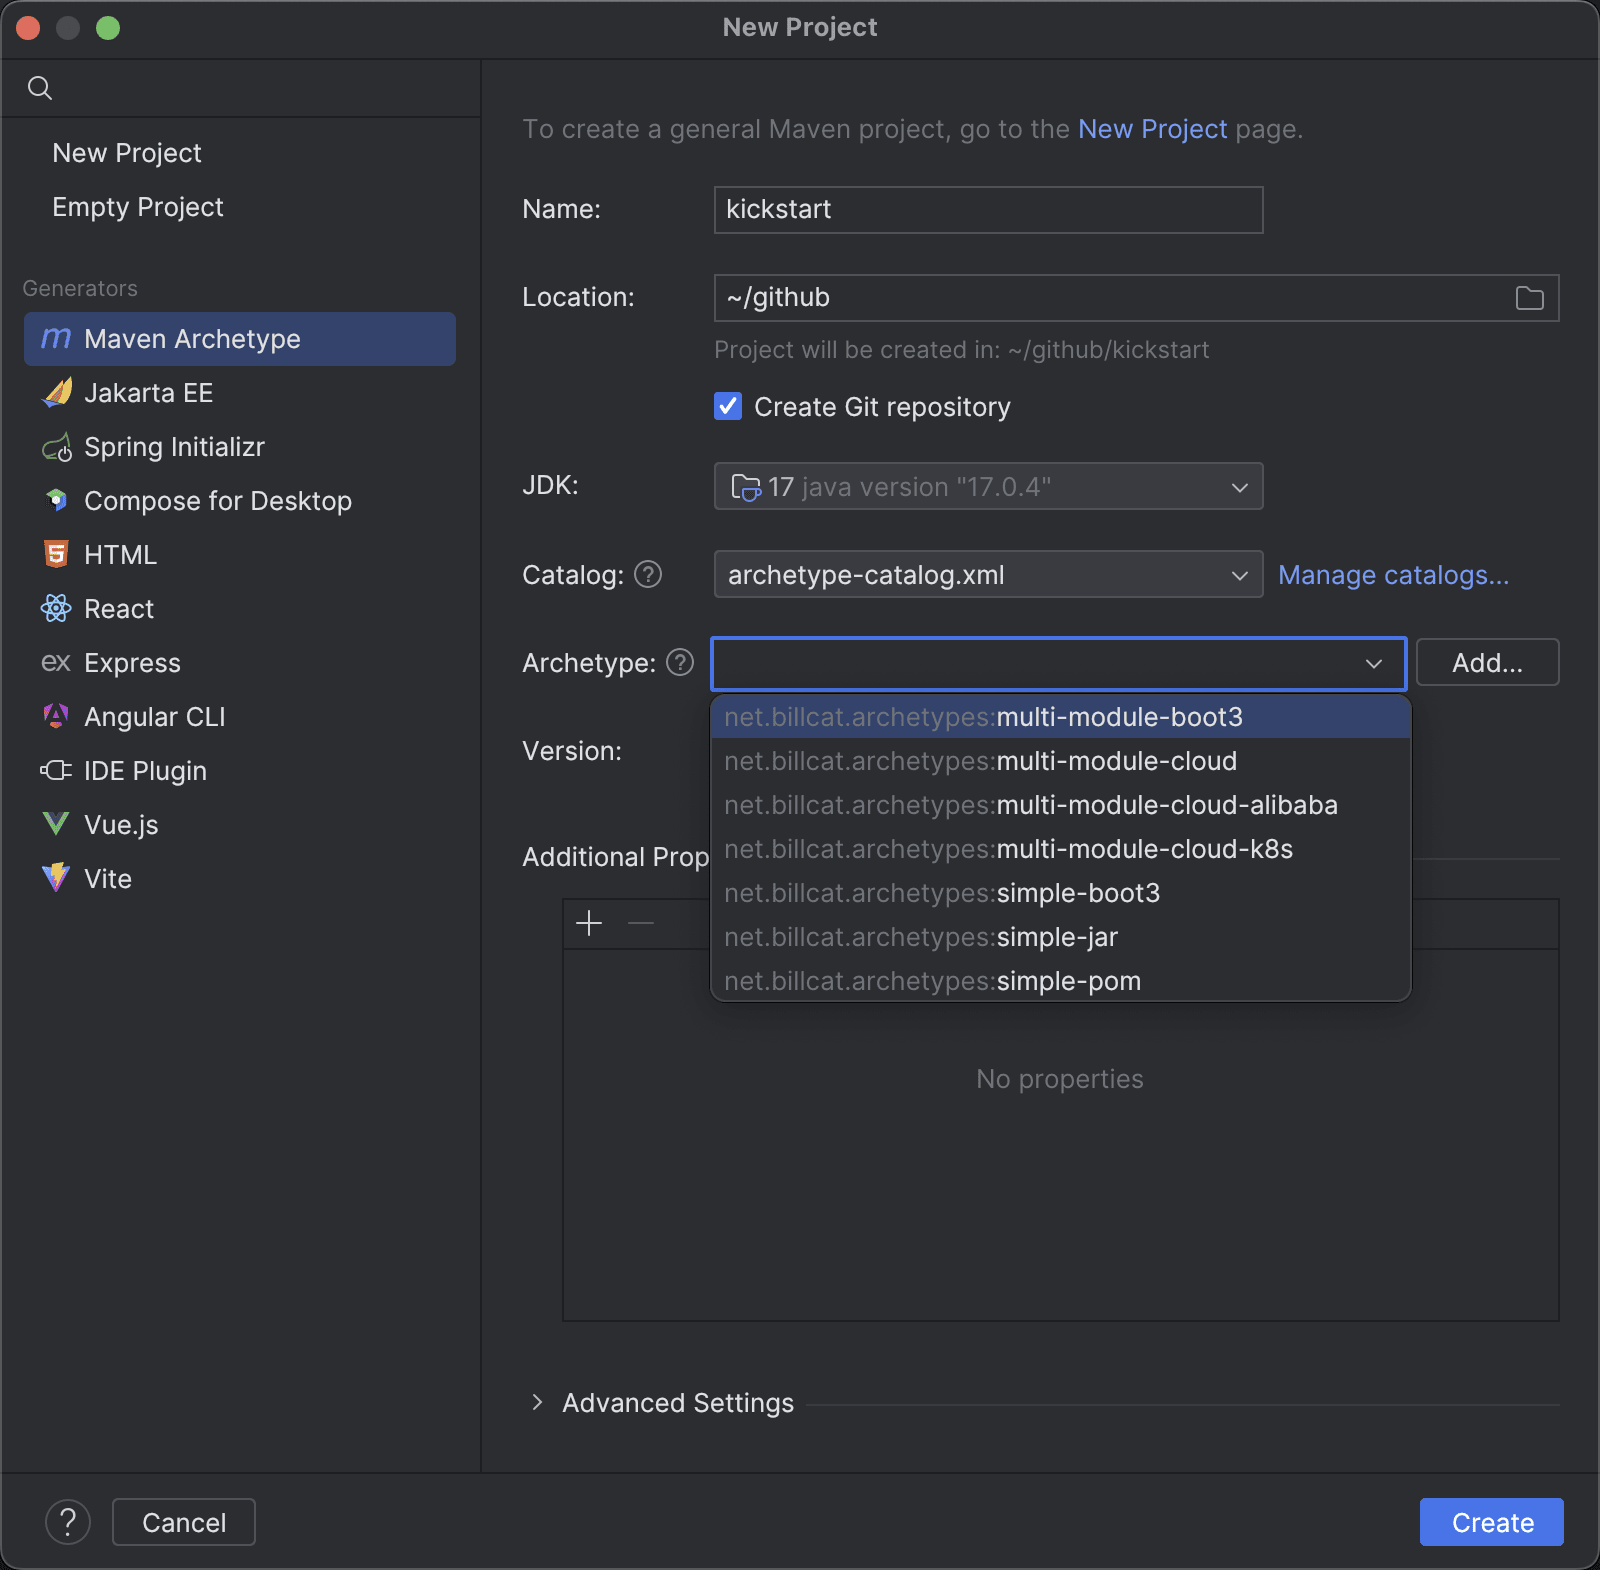 New Project
New Project
Empty Project
Generators
m Maven Archetype
Jakarta EE
Spring Initializr
Compose for Desktop
5 HTML
React
ex Express
A Angular CLI
IDE Plugin
Vue.js
Vite
To create a general Maven project, go to the New Project page.
Name: kickstart
Location: ~/github
Project will be created in: ~/github/kickstart
Create Git repository
JDK: 17 java version "17.0.4"
Catalog: ? archetype-catalog.xml Manage catalogs...
Archetype: ? Add...
net.billcat.archetypes:multi-module-boot3
Version:
net.billcat.archetypes:multi-module-cloud
net.billcat.archetypes:multi-module-cloud-alibaba
Additional Prop
net.billcat.archetypes:multi-module-cloud-k8s
net.billcat.archetypes:simple-boot3
net.billcat.archetypes:simple-jar
net.billcat.archetypes:simple-pom
No properties
Advanced Settings
? Cancel Create